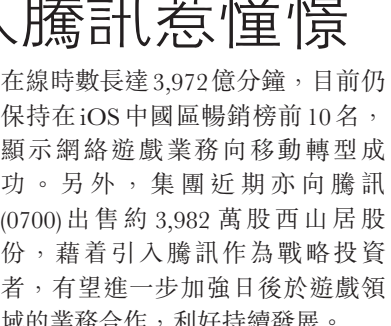 入騰訊惹憧憬
在線時數長達3,972億分鐘，目前仍
保持在iOS中國區暢銷榜前10名，
顯示網絡遊戲業務向移動轉型成
功。另外，集團近期亦向騰訊
(0700)出售約3,982萬股西山居股
份，藉着引入騰訊作為戰略投資
者，有望進一步加強日後於遊戲領
域的業務合作，利好持續發展。